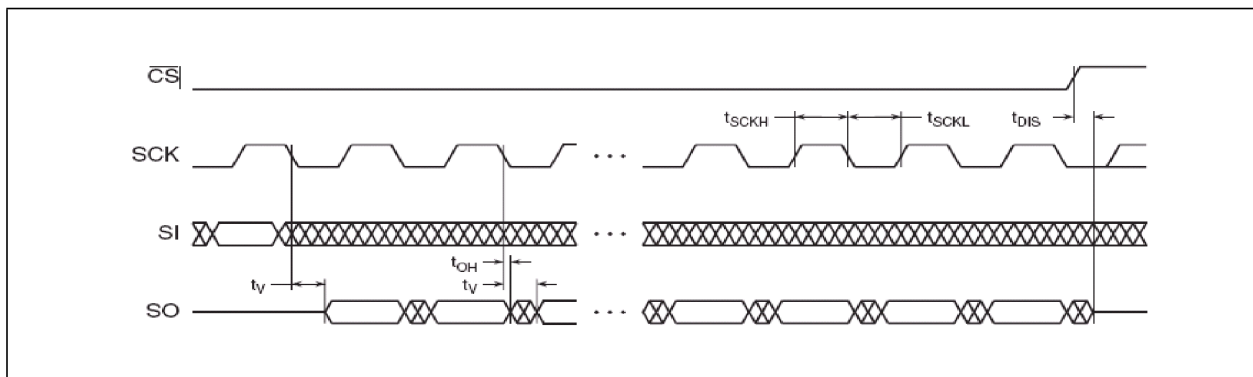 CS
tSCKH
tSCKL
tDIS
SCK
. . .
SI
. . .
tOH
tV
tV
SO
. . .